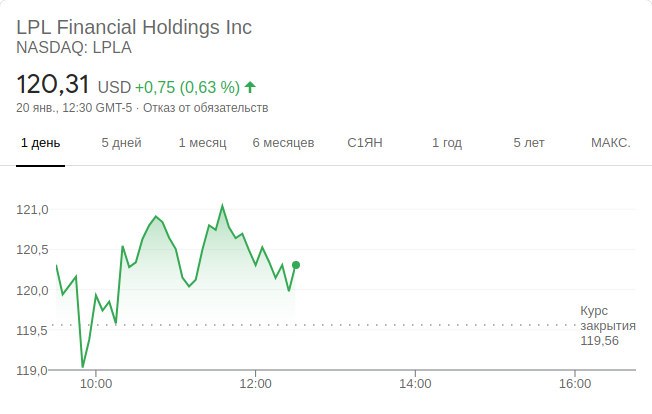 LPL Financial Holdings Inc
NASDAQ: LPLA
120,31 USD +0,75 (0,63 %)
20 янв., 12:30 GMT-5 · Отказ от обязательств
1 день 5 дней 1 месяц 6 месяцев С1ЯН 1 год 5 лет МАКС.
121,0
120,5
120,0
119,5
119,0
Курс
закрытия
119,56
10:00 12:00 14:00 16:00